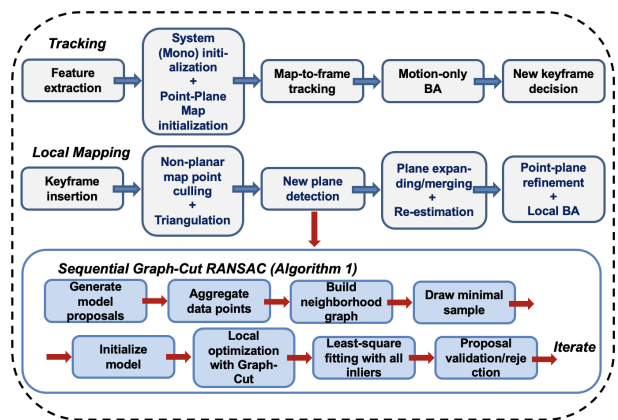 Tracking
Feature
extraction
System
(Mono) initi-
alization
+
Point-Plane
Map
initialization
Map-to-frame
tracking
Motion-only
BA
New keyframe
decision
Local Mapping
Keyframe
insertion
Non-planar
map point
culling
+
Triangulation
New plane
detection
Plane expan-
ding/merging
+
Re-estimation
Point-plane
refinement
+
Local BA
Sequential Graph-Cut RANSAC (Algorithm 1)
Generate
model
proposals
Aggregate
data points
Build
neighborhood
graph
Draw minimal
sample
Initialize
model
Local
optimization
with Graph-
Cut
Least-square
fitting with all
inliers
Proposal
validation/reje
ction
Iterate